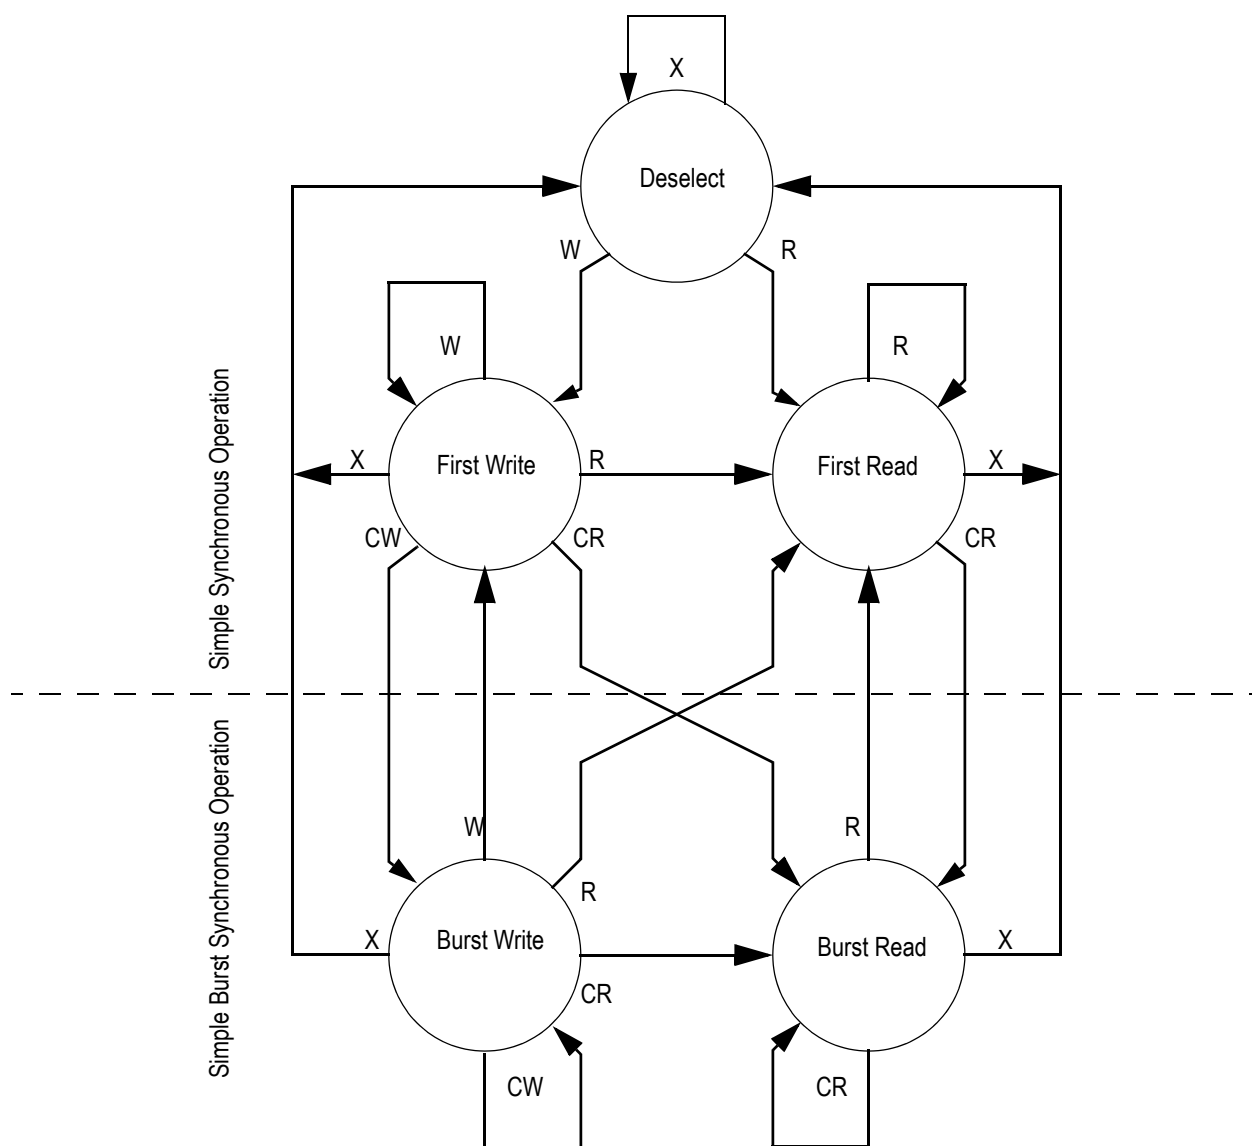 X
Deselect
W
R
W
R
Simple Synchronous Operation
X
First Write
R
First Read
X
CW
CR
CR
Simple Burst Synchronous Operation
W
R
R
X
Burst Write
Burst Read
X
CR
CW
CR